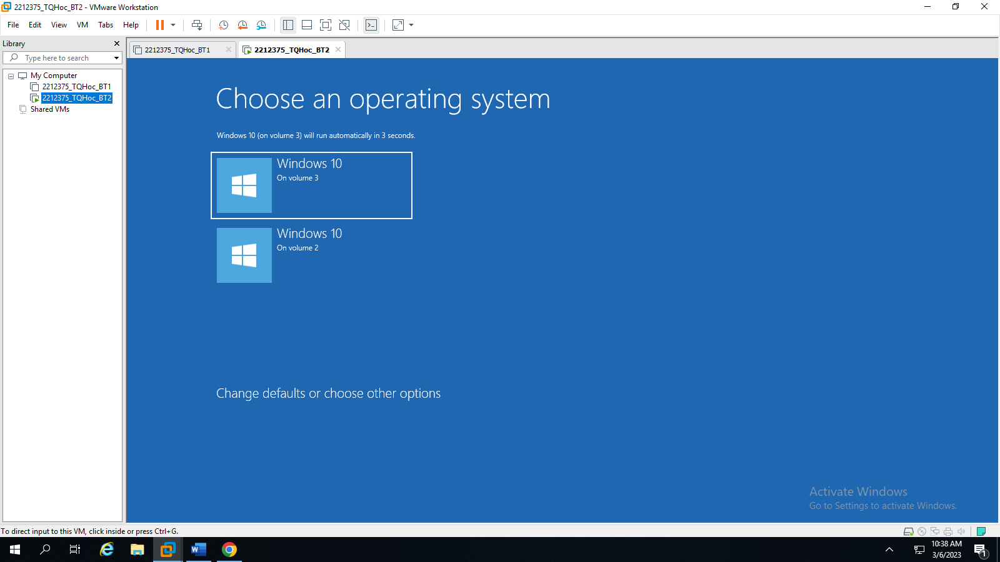 2212375_TQHoc_BT2 - VMware Workstation
File Edit View VM Tabs Help
Library
Type here to search
My Computer
2212375_TQHoc_BT1
2212375_TQHoc_BT2
Shared VMs
2212375_TQHoc_BT1
2212375_TQHoc_BT2
Choose an operating system
Windows 10 (on volume 3) will run automatically in 3 seconds.
Windows 10
On volume 3
Windows 10
On volume 2
Change defaults or choose other options
Activate Windows
Go to Settings to activate Windows.
To direct input to this VM, click inside or press Ctrl+G.
10:38 AM
3/6/2023
1